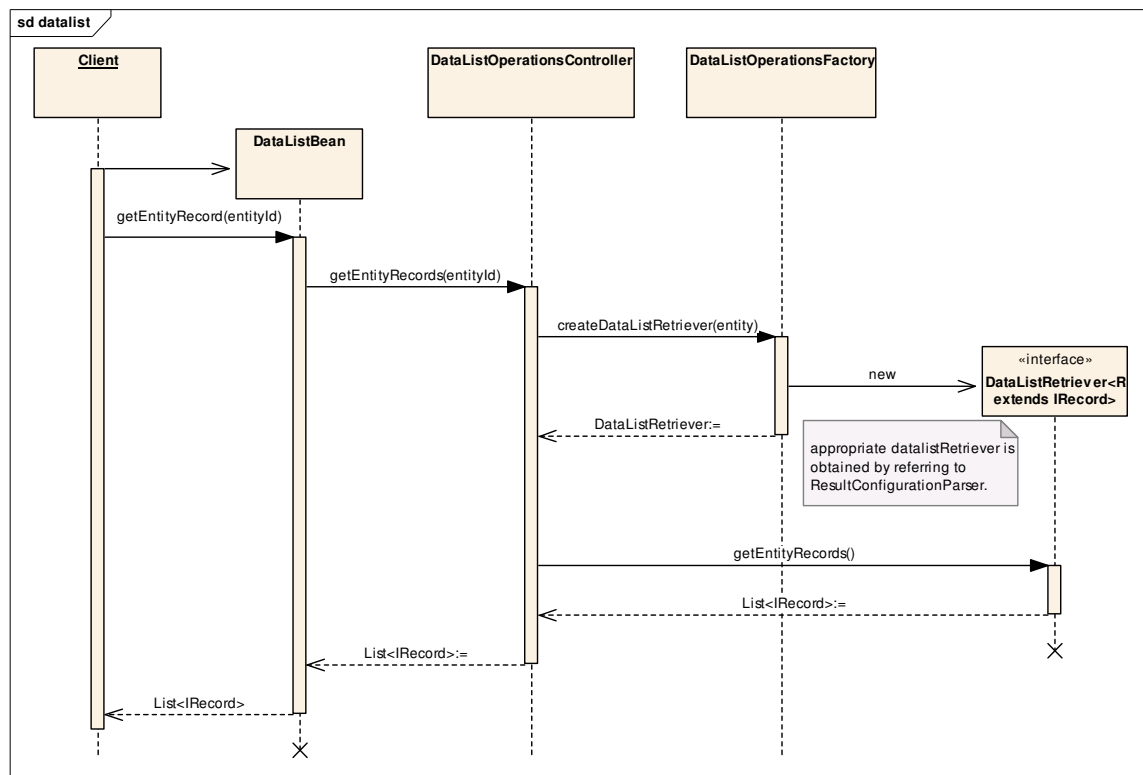 sd datalist
Client
DataListOperationsController
DataListOperationsFactory
DataListBean
getEntityRecord(entityId)
getEntityRecords(entityId)
createDataListRetriever(entity)
«interface»
DataListRetriever<R
extends IRecord>
new
DataListRetriever:=
appropriate datalistRetriever is
obtained by referring to
ResultConfigurationParser.
getEntityRecords()
List<IRecord>:=
List<IRecord>:=
List<IRecord>